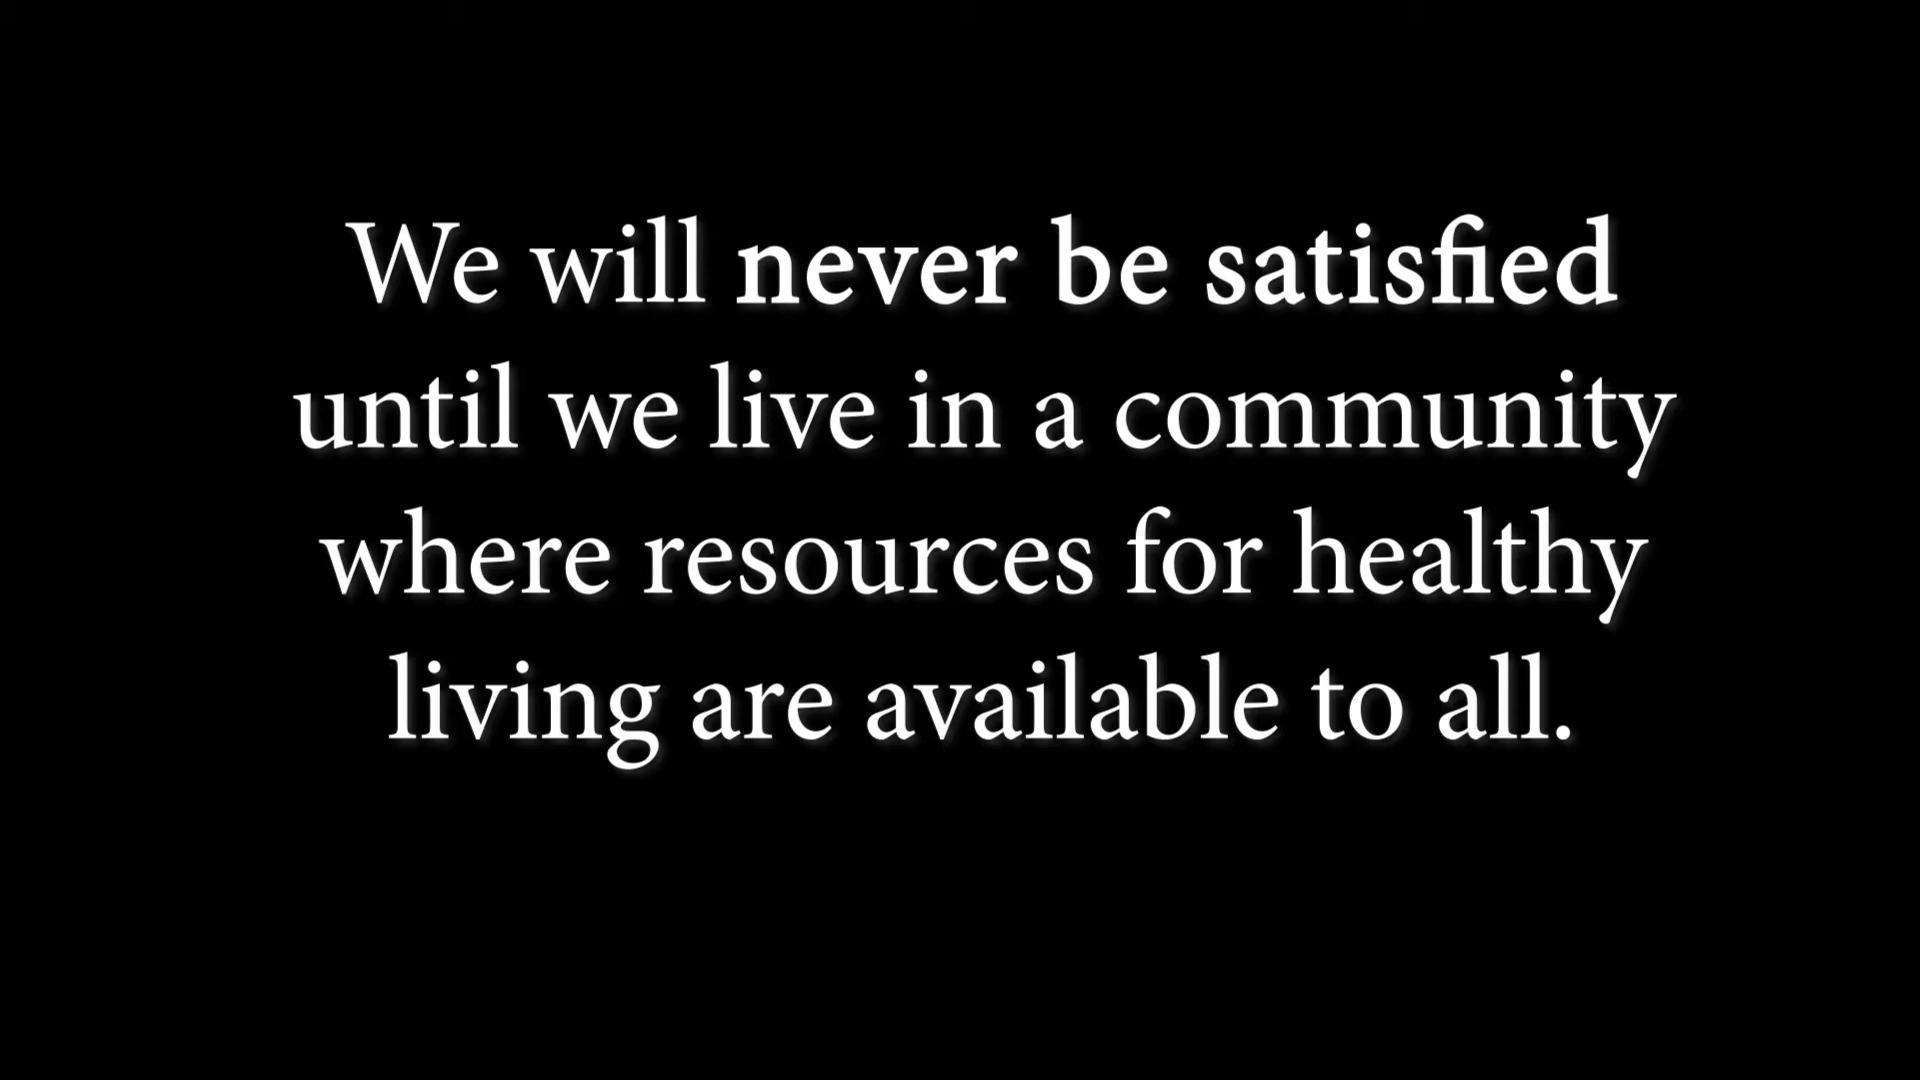 We will never be satisfied
until we live in a community
where resources for healthy
living are available to all.